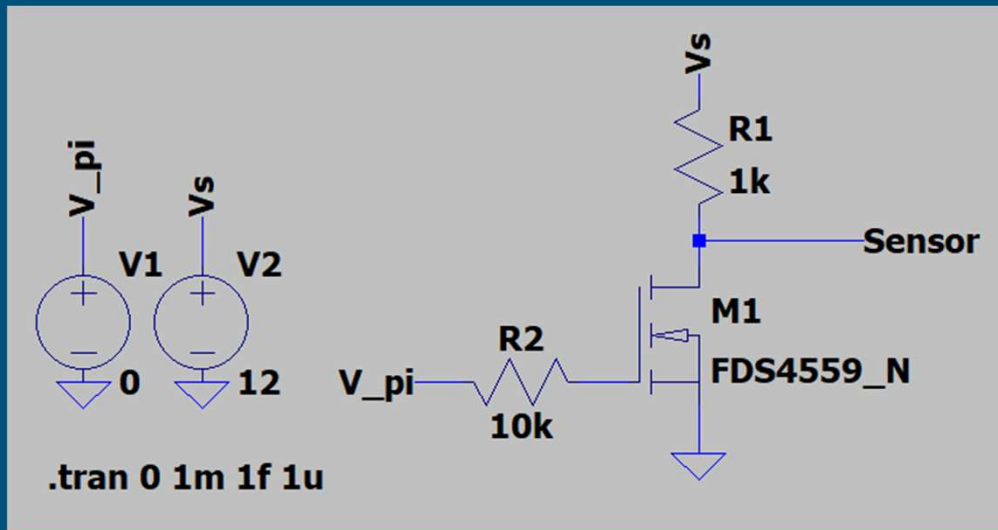 V_pi
Vs
V1
V2
0
12
.tran 0 1m 1f 1u
Vs
R1
1k
Sensor
M1
FDS4559_N
R2
V_pi
10k
+
+